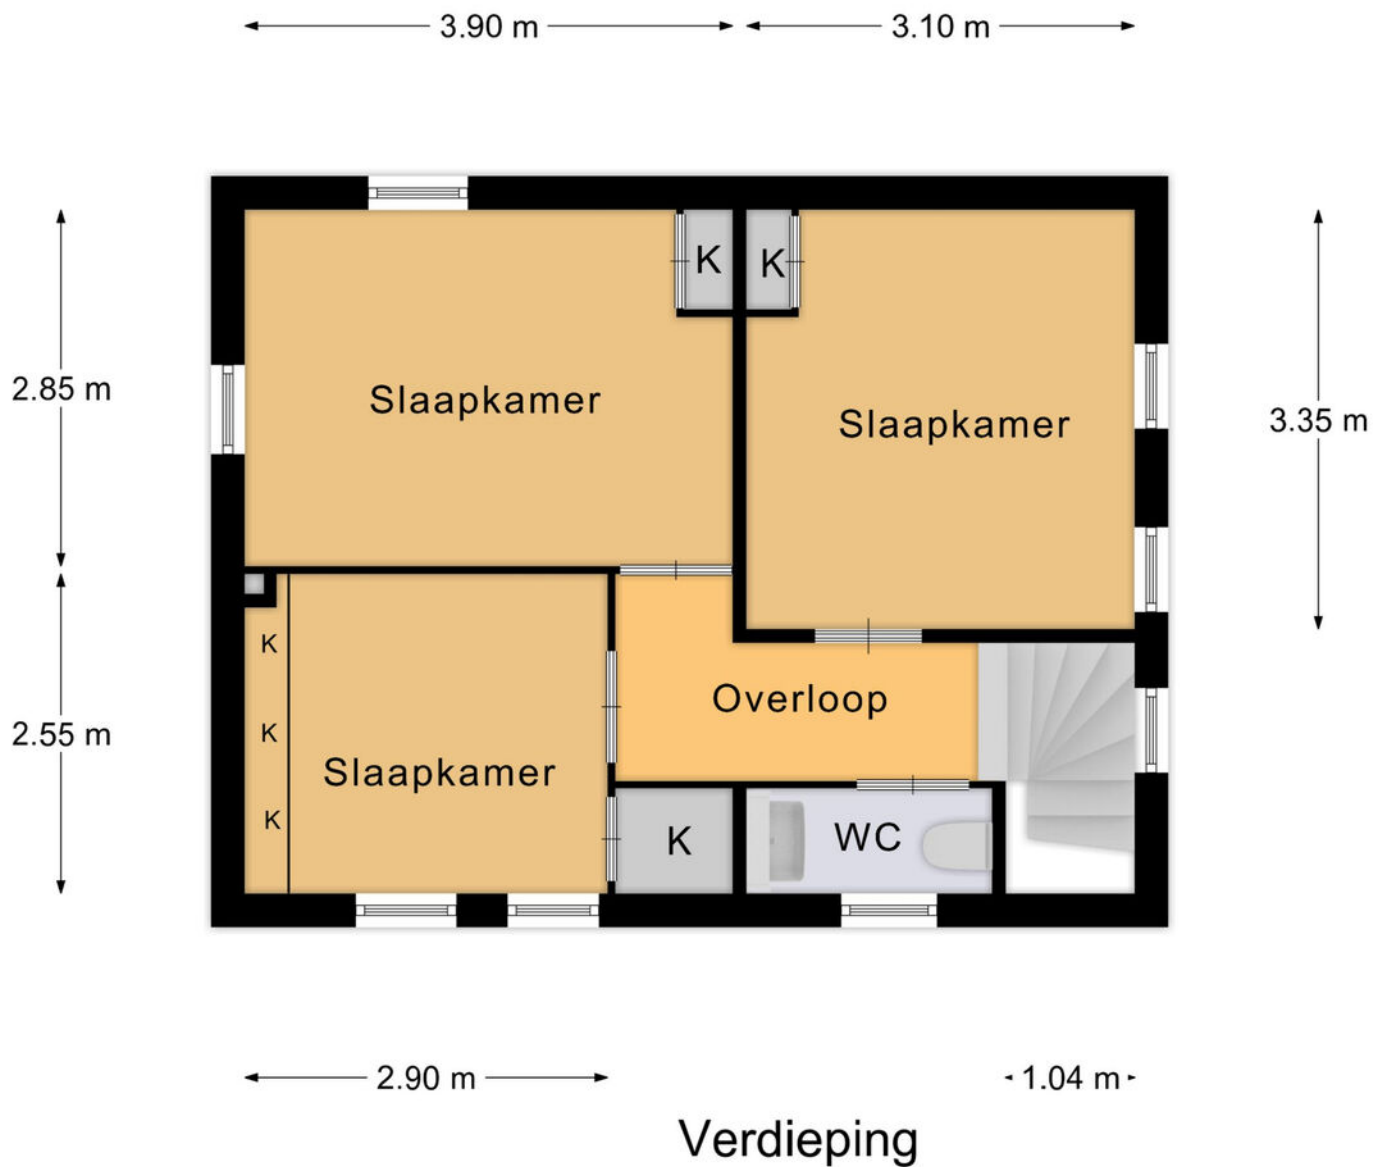 3.90 m
3.10 m
K
K
2.85 m
Slaapkamer
Slaapkamer
3.35 m
K
K
K
Slaapkamer
2.55 m
Overloop
K
WC
2.90 m
1.04 m
Verdieping